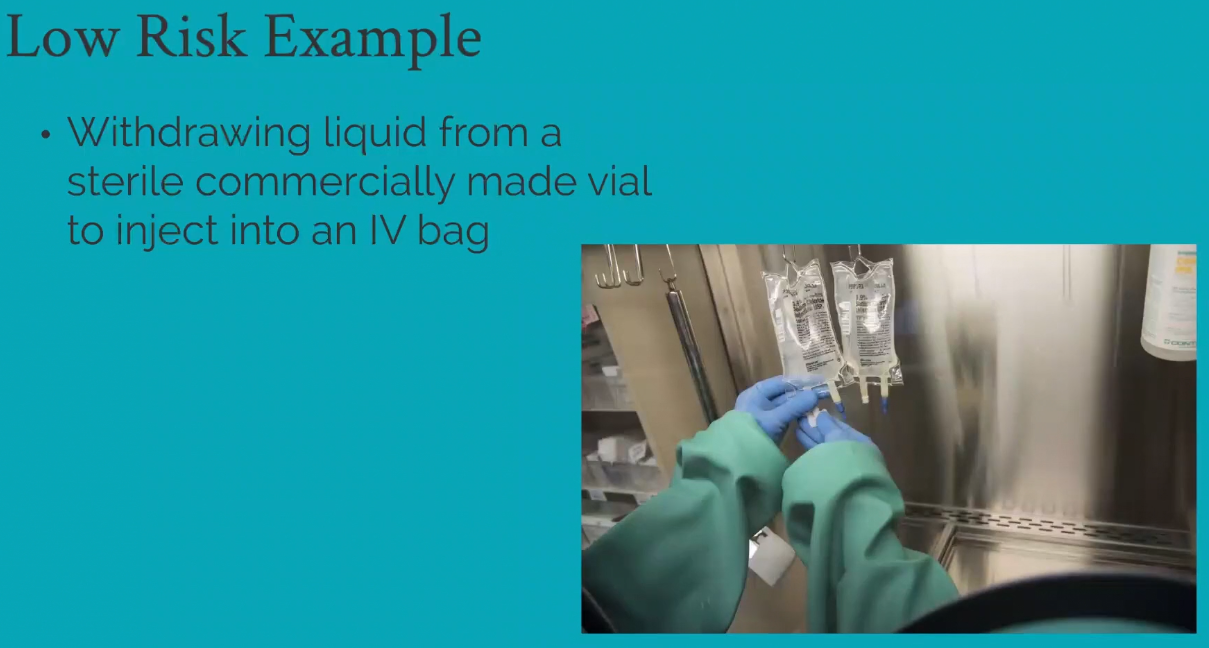 Low Risk Example
• Withdrawing liquid from a
sterile commercially made vial
to inject into an IV bag